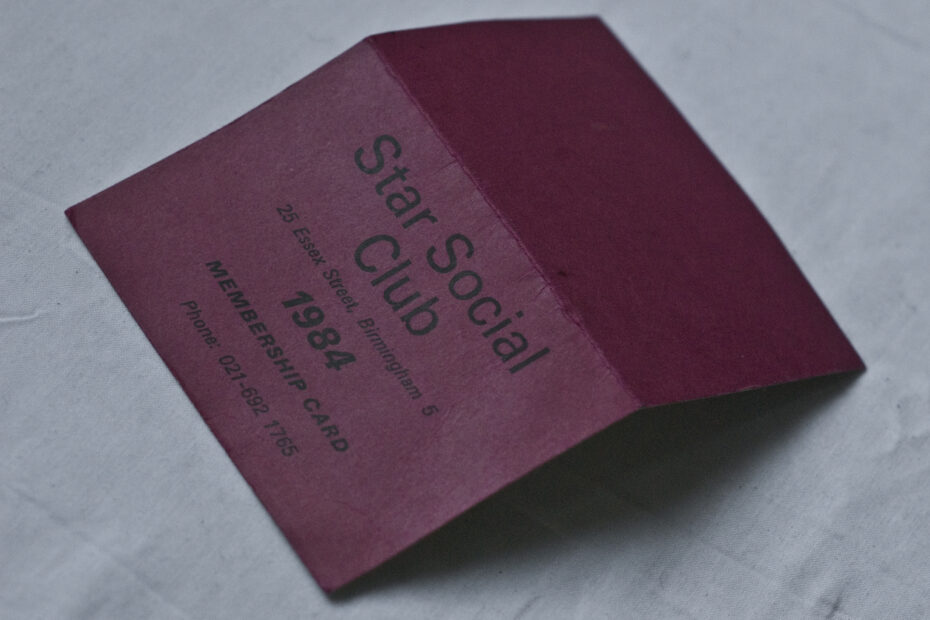 Star Social
Club
25 Essex Street, Birmingham 5
1984
MEMBERSHIP CARD
Phone: 021-692 1765